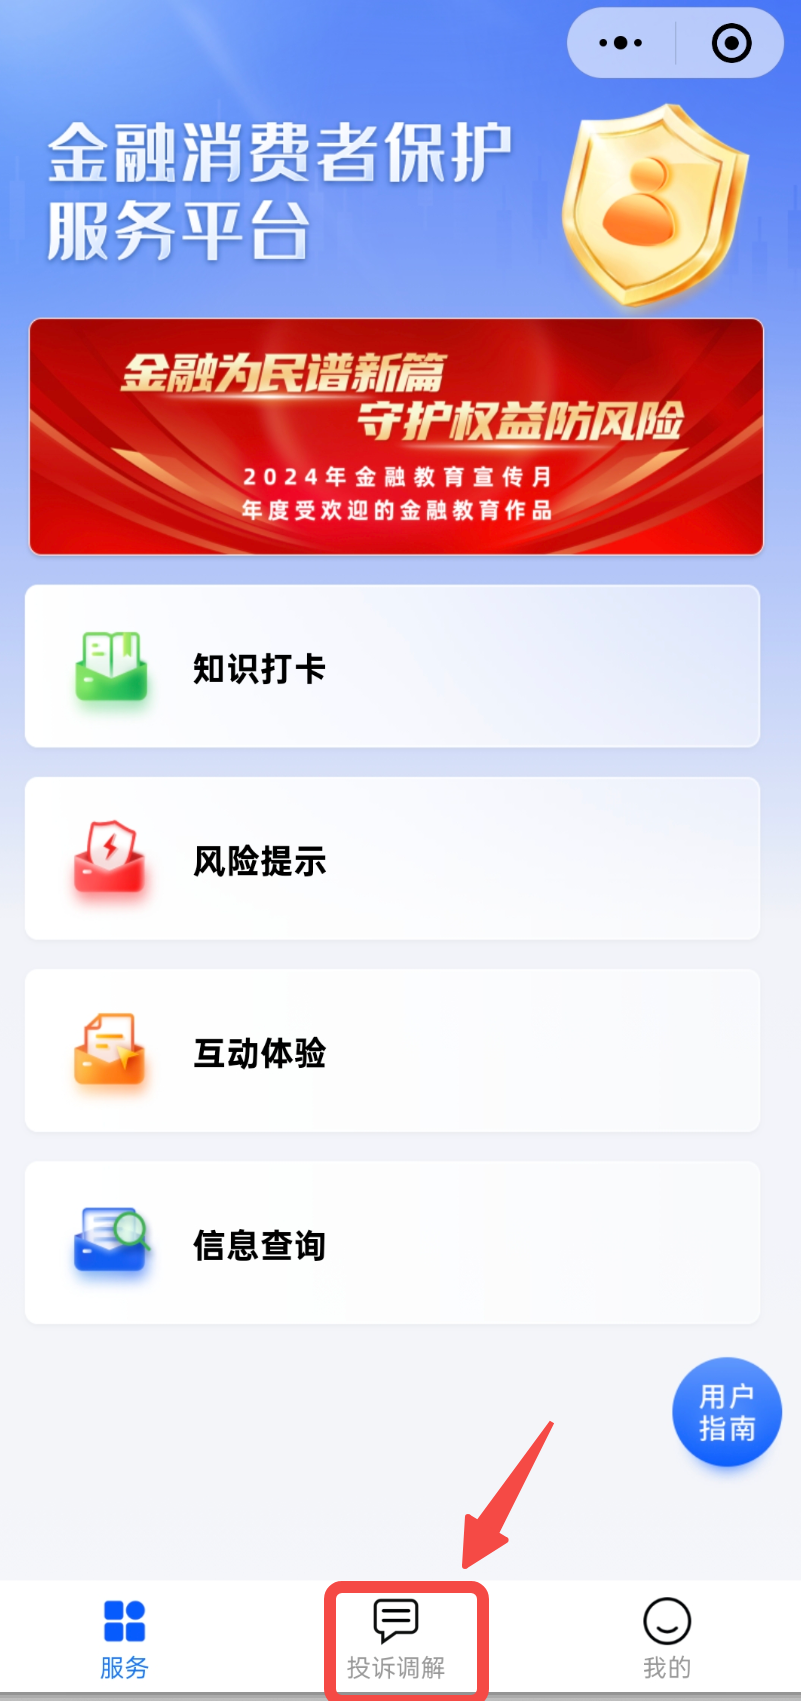 金融消费者保护
服务平台
金融为民谱新篇
守护权益防风险
2024年金融教育宣传月
年度受欢迎的金融教育作品
知识打卡
风险提示
互动体验
信息查询
用户
指南
服务
投诉调解
我的